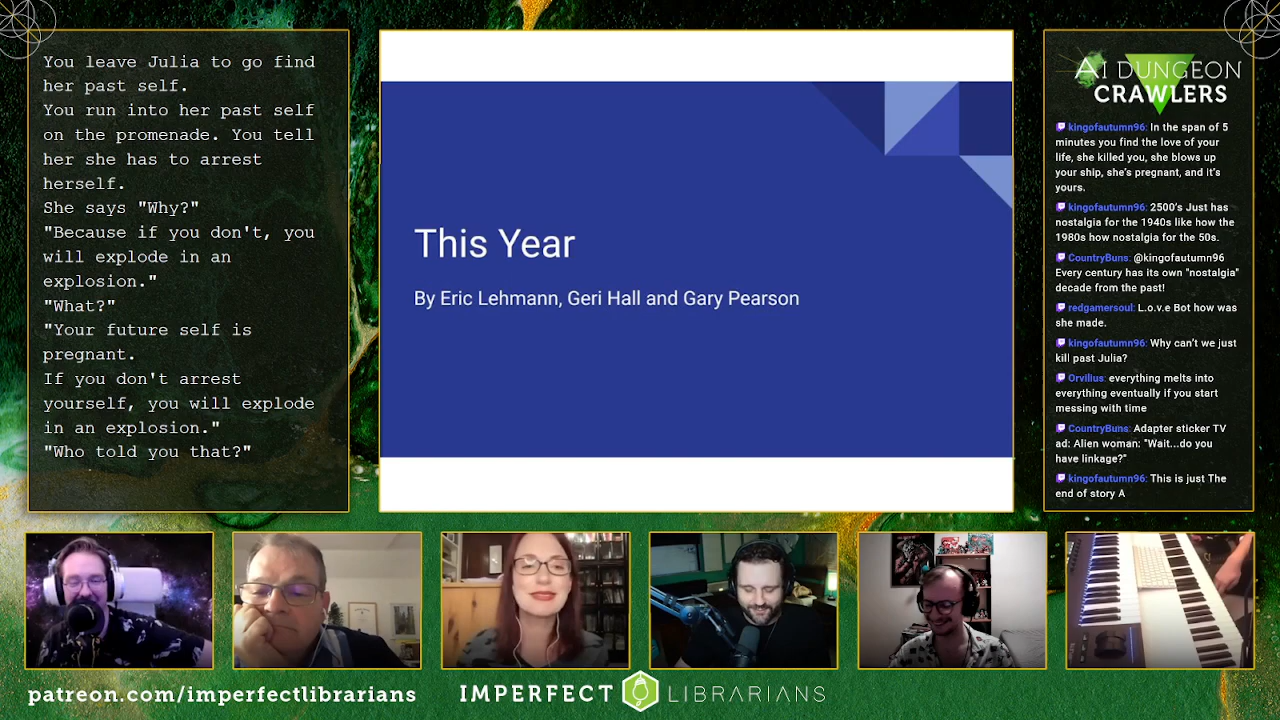 You leave Julia to go find
her past self.
You run into her past self
on the promenade. You tell
her she has to arrest
herself.
She says "Why?"
"Because if you don't, you
will explode in an
explosion."
"What?"
"Your future self is
pregnant.
If you don't arrest
yourself, you will explode
in an explosion."
"Who told you that?"
This Year
By Eric Lehmann, Geri Hall and Gary Pearson
AI DUNGEON
CRAWLERS
kingofautumn96: In the span of 5
minutes you find the love of your
life, she killed you, she blows up
your ship, she's pregnant, and it's
yours.
kingofautumn96: 2500's Just has
nostalgia for the 1940s like how the
1980s how nostalgia for the 50s.
CountryBuns: @kingofautumn96
Every century has its own "nostalgia"
decade from the past!
redgamersoul: L.o.v.e Bot how was
she made.
kingofautumn96: Why can't we just
kill past Julia?
Orvilius: everything melts into
everything eventually if you start
messing with time
CountryBuns: Adapter sticker TV
ad: Alien woman: "Wait...do you
have linkage?"
kingofautumn96: This is just The
end of story A
patreon.com/imperfectlibrarians
IMPERFECT LIBRARIANS